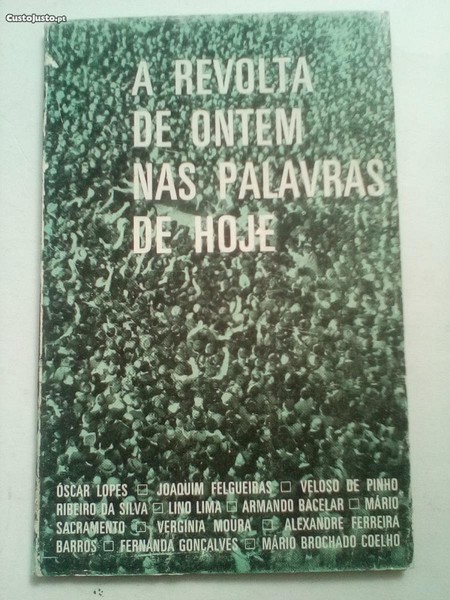 CustoJusto.pt
A REVOLTA
DE ONTEM
NAS PALAVRAS
DE HOJE
ÓSCAR LOPES □ JOAQUIM FELGUEIRAS □ VELOSO DE PINHO
RIBEIRO DA SILVA □ LINO LIMA □ ARMANDO BACELAR □ MÁRIO
SACRAMENTO □ VERGÍNIA MOURA □ ALEXANDRE FERREIRA
BARROS □ FERNANDA GONÇALVES □ MÁRIO BROCHADO COELHO